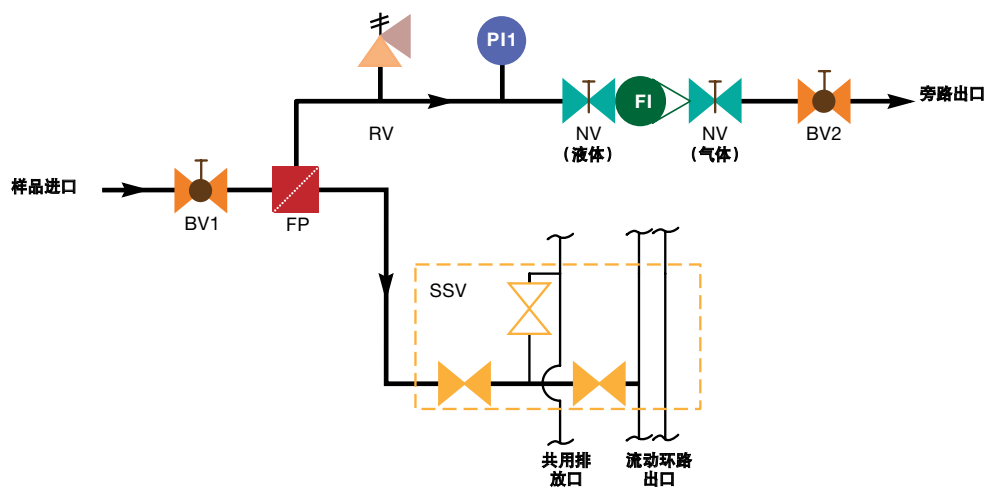 PI1
FI
旁路出口
RV
NV
（液体）
NV
（气体）
BV2
样品进口
BV1
FP
SSV
共用排
放口
流动环路
出口